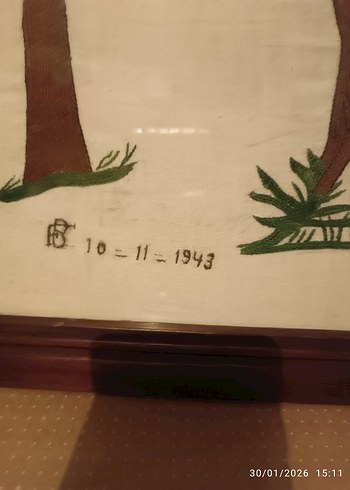 10 = 11 = 1943
30/01/2026 15:11